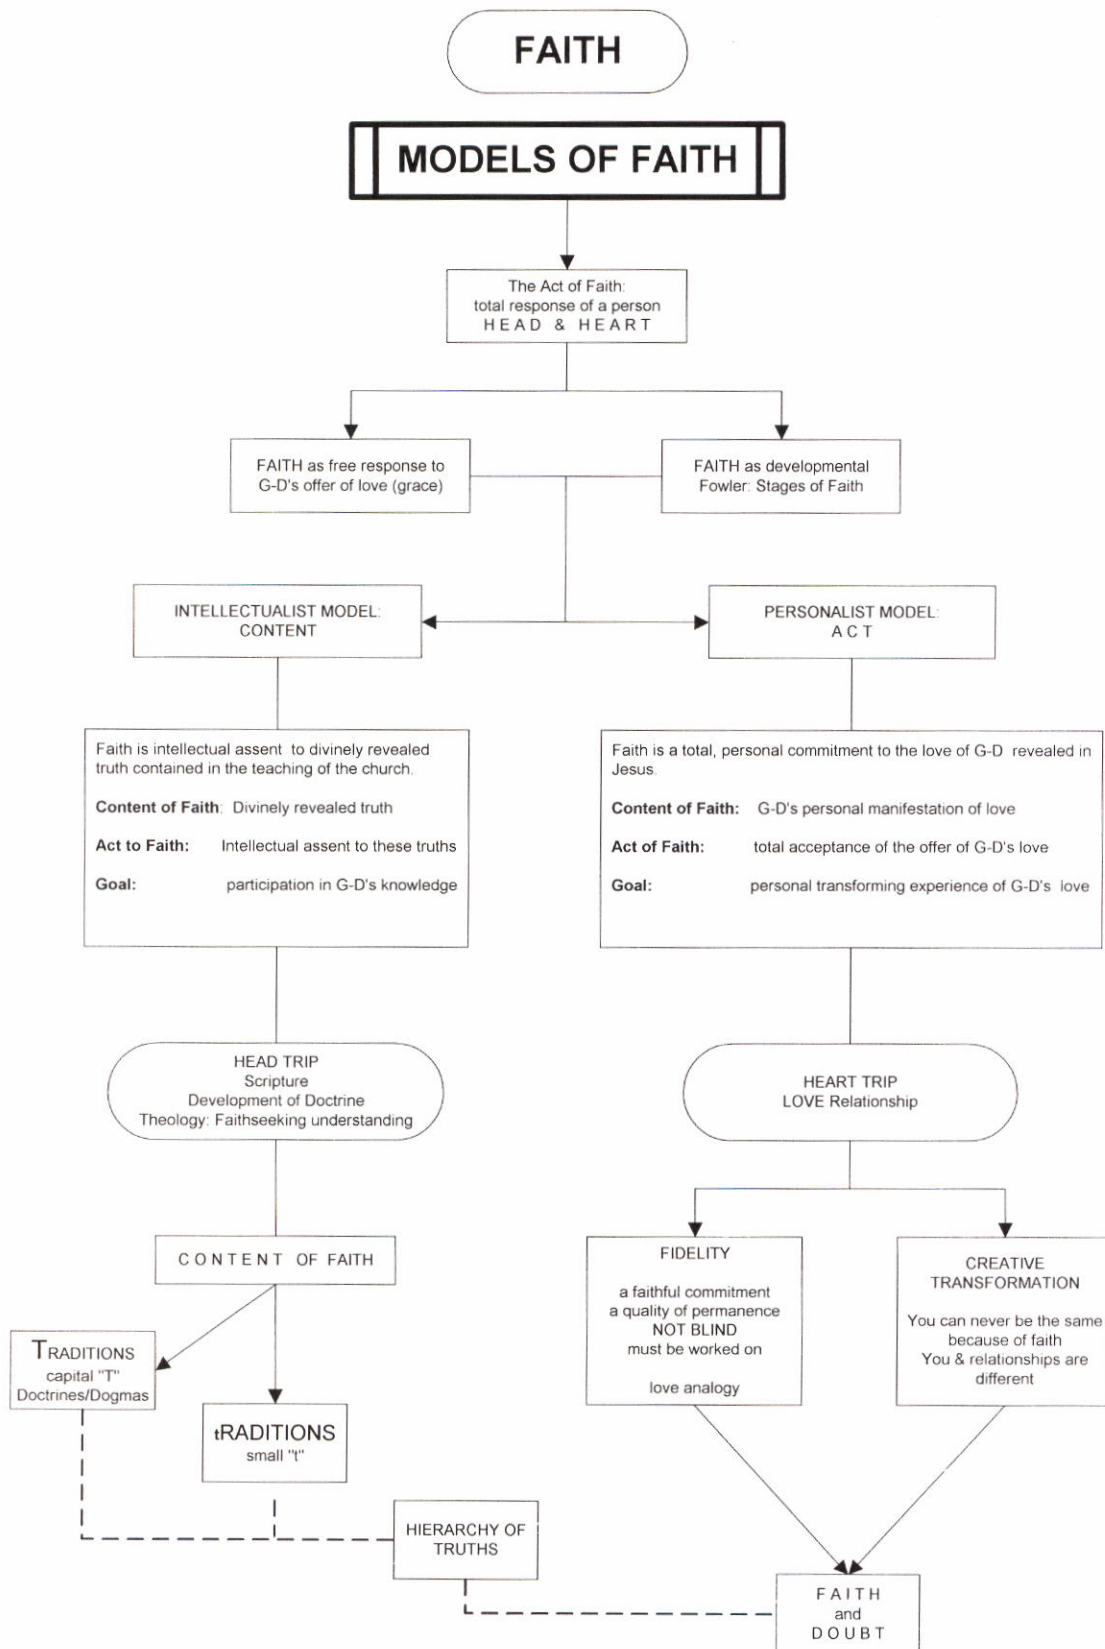 FAITH
MODELS OF FAITH
The Act of Faith:
total response of a person
HEAD & HEART
FAITH as free response to
G-D's offer of love (grace)
FAITH as developmental
Fowler: Stages of Faith
INTELLECTUALIST MODEL:
CONTENT
PERSONALIST MODEL:
ACT
Faith is intellectual assent to divinely revealed
truth contained in the teaching of the church.
Content of Faith: Divinely revealed truth
Act to Faith: Intellectual assent to these truths
Goal: participation in G-D's knowledge
Faith is a total, personal commitment to the love of G-D revealed in
Jesus.
Content of Faith: G-D's personal manifestation of love
Act of Faith: total acceptance of the offer of G-D's love
Goal: personal transforming experience of G-D's love
HEAD TRIP
Scripture
Development of Doctrine
Theology: Faithseeking understanding
HEART TRIP
LOVE Relationship
CONTENT OF FAITH
TRADITIONS
capital "T"
Doctrines/Dogmas
tRADITIONS
small "t"
HIERARCHY OF
TRUTHS
FIDELITY
a faithful commitment
a quality of permanence
NOT BLIND
must be worked on
love analogy
CREATIVE
TRANSFORMATION
You can never be the same
because of faith
You & relationships are
different
FAITH
and
DOUBT